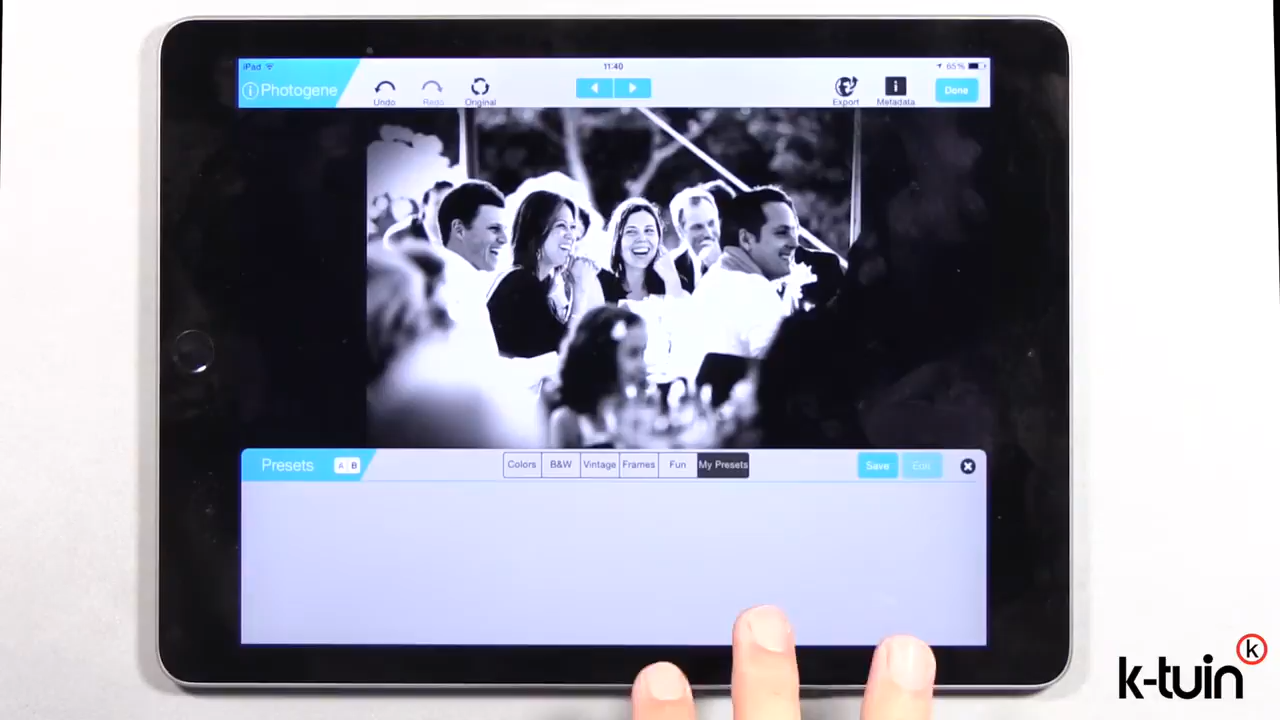 iPad 11:40 65%
Photogene Undo Redo Original Export Metadata Done
Presets A B Colors B&W Vintage Frames Fun My Presets Save Edit
k-tuin k